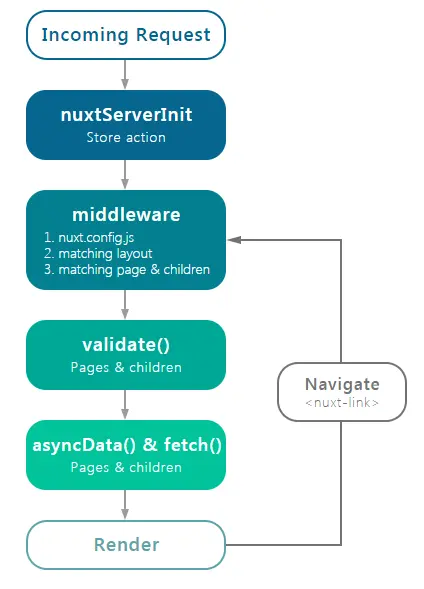 Incoming Request
nuxtServerInit
Store action
middleware
1. nuxt.config.js
2. matching layout
3. matching page & children
validate()
Pages & children
Navigate
<nuxt-link>
asyncData() & fetch()
Pages & children
Render